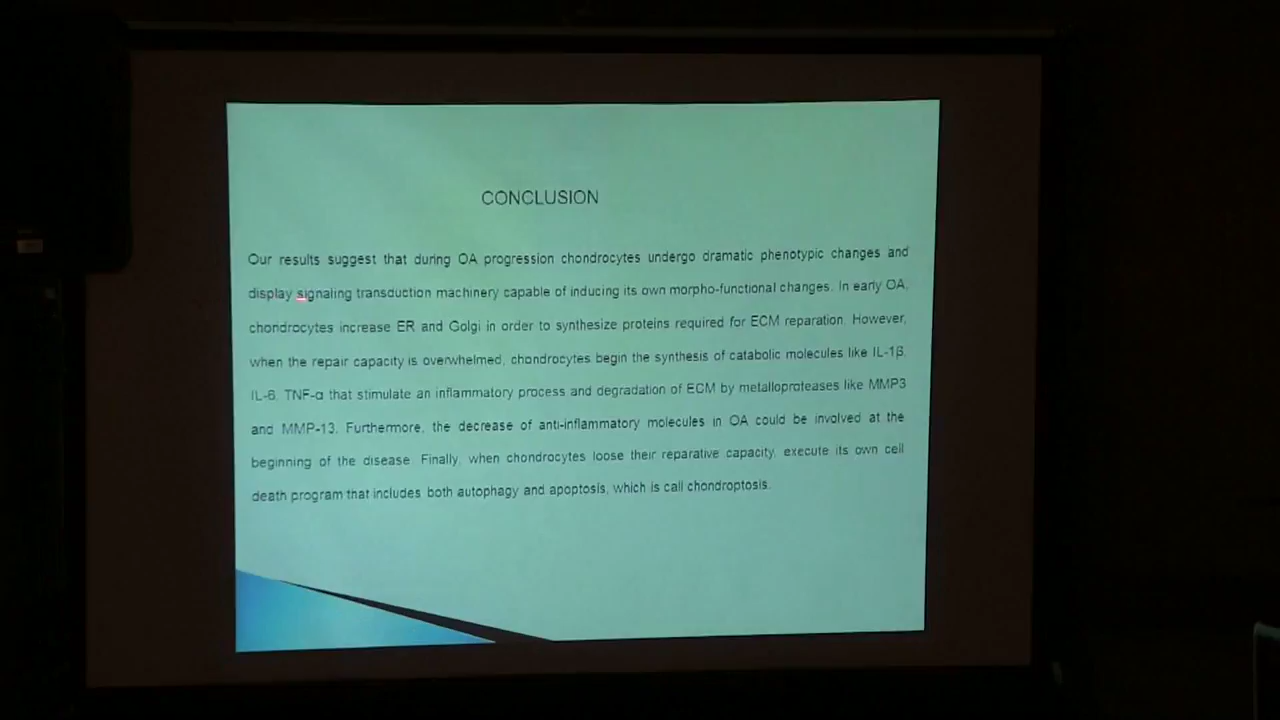 CONCLUSION
Our results suggest that during OA progression chondrocytes undergo dramatic phenotypic changes and
display signaling transduction machinery capable of inducing its own morpho-functional changes. In early OA,
chondrocytes increase ER and Golgi in order to synthesize proteins required for ECM reparation. However,
when the repair capacity is overwhelmed, chondrocytes begin the synthesis of catabolic molecules like IL-1β,
IL-6, TNF-α that stimulate an inflammatory process and degradation of ECM by metalloproteases like MMP3
and MMP-13. Furthermore, the decrease of anti-inflammatory molecules in OA could be involved at the
beginning of the disease. Finally, when chondrocytes loose their reparative capacity, execute its own cell
death program that includes both autophagy and apoptosis, which is call chondroptosis.